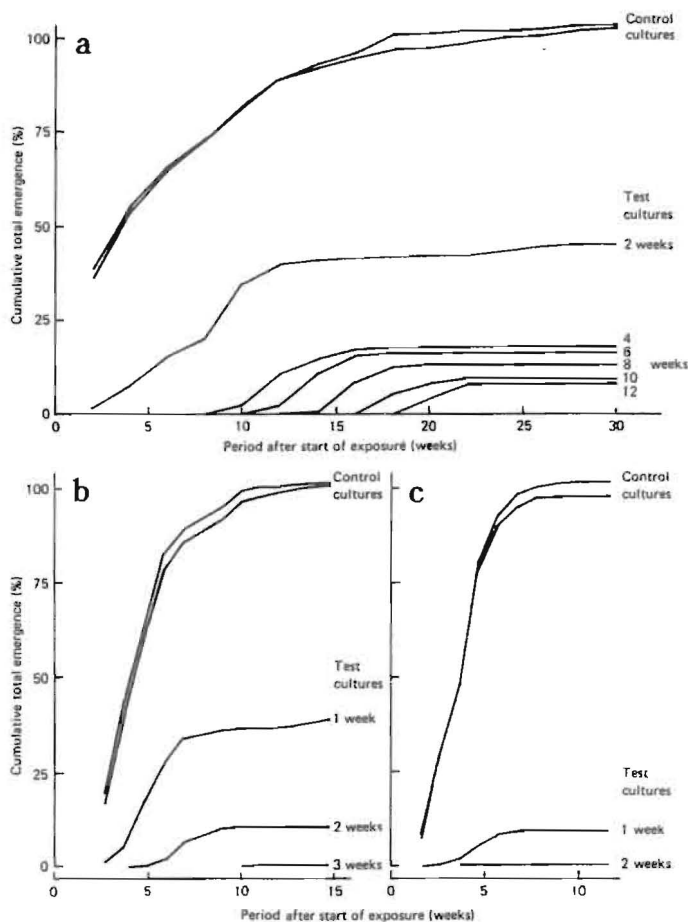 a
Cumulative total emergence (%)
100
75
50
25
0
Control
cultures
Test
cultures
2 weeks
4
6
8 weeks
10
12
0 5 10 15 20 25 30
Period after start of exposure (weeks)
b
Cumulative total emergence (%)
100
75
50
25
0
Control
cultures
Test
cultures
1 week
2 weeks
3 weeks
0 5 10 15
c
Control
cultures
Test
cultures
1 week
2 weeks
0 5 10
Period after start of exposure (weeks)